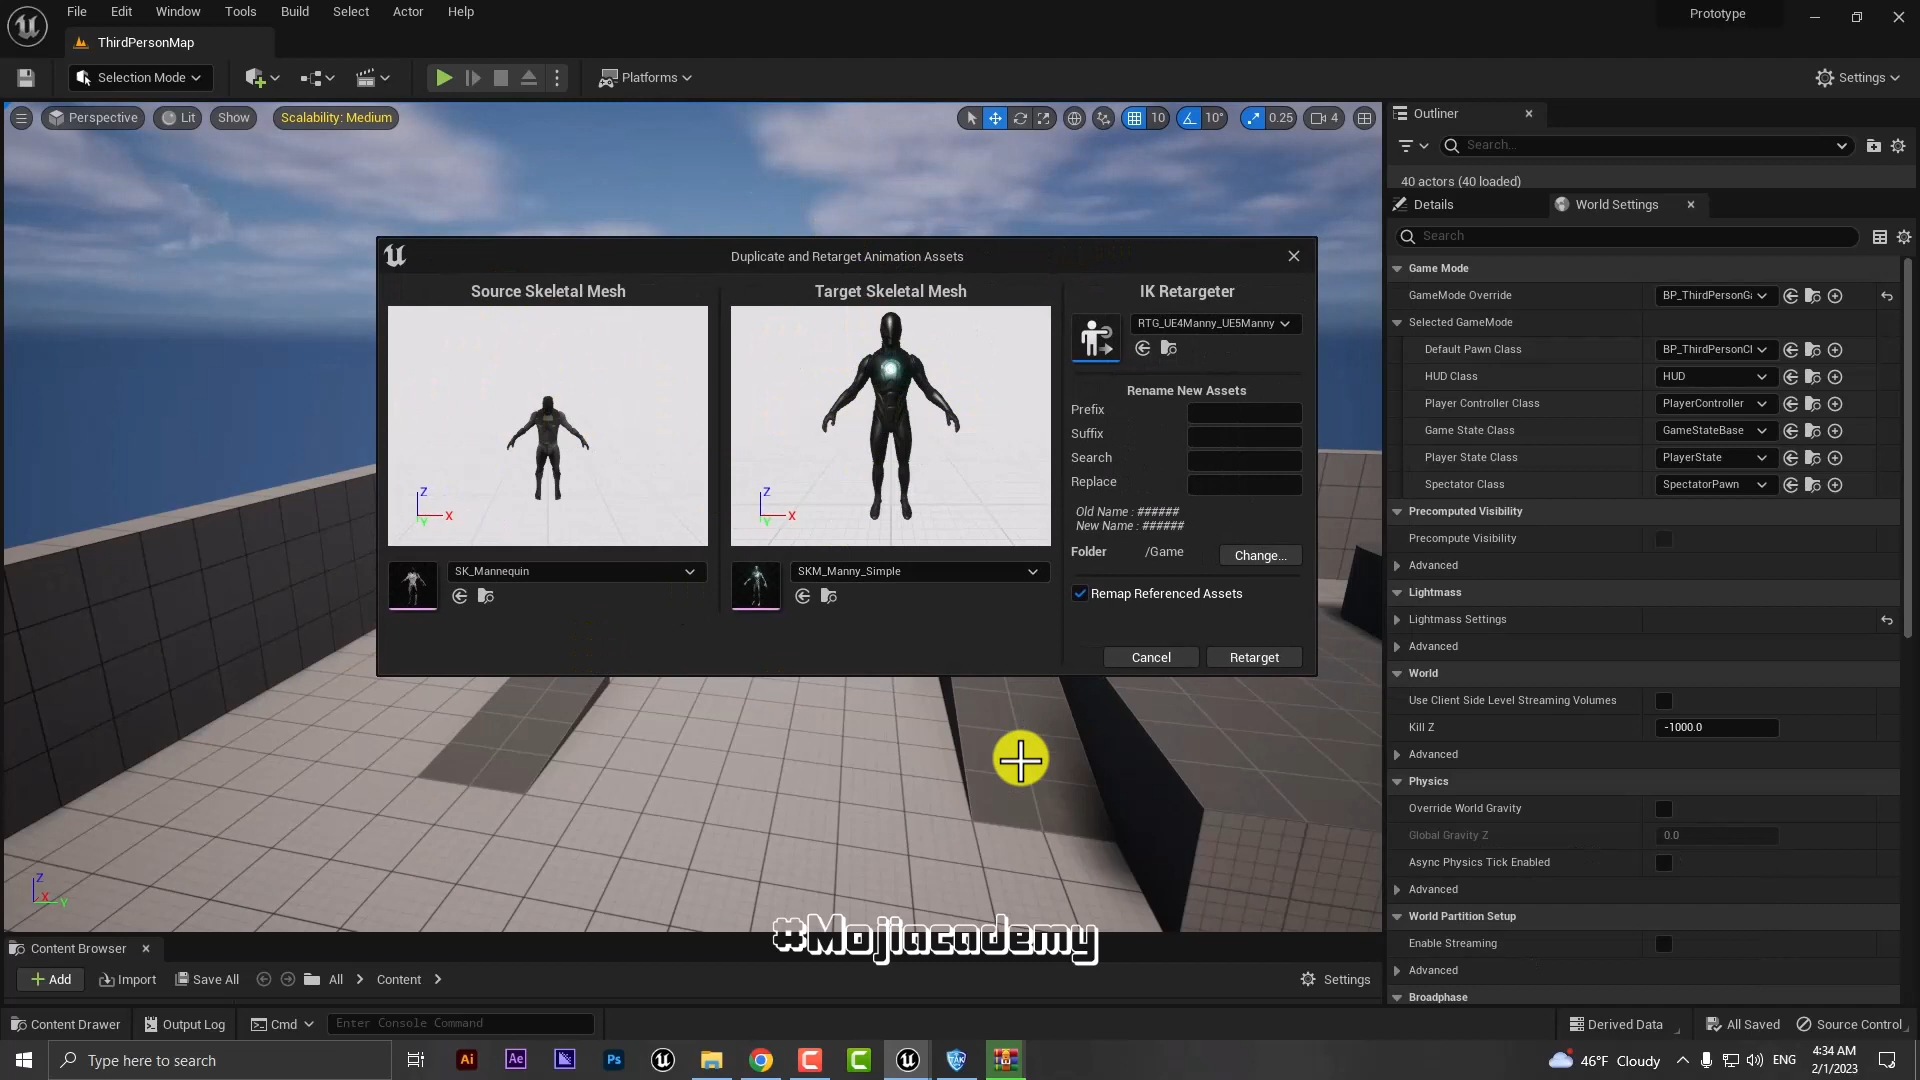 File Edit Window Tools Build Select Actor Help
Prototype
ThirdPersonMap
Selection Mode
Platforms
Settings
Perspective
Lit
Show
Scalability: Medium
10
10°
0.25
4
Outliner
Search...
40 actors (40 loaded)
Details
World Settings
Search
Game Mode
GameMode Override
BP_ThirdPersonGa
Selected GameMode
Default Pawn Class
BP_ThirdPersonCl
HUD Class
HUD
Player Controller Class
PlayerController
Game State Class
GameStateBase
Player State Class
PlayerState
Spectator Class
SpectatorPawn
Precomputed Visibility
Precompute Visibility
Advanced
Lightmass
Lightmass Settings
Advanced
World
Use Client Side Level Streaming Volumes
Kill Z
-1000.0
Advanced
Physics
Override World Gravity
Global Gravity Z
0.0
Async Physics Tick Enabled
Advanced
World Partition Setup
Enable Streaming
Advanced
Broadphase
Duplicate and Retarget Animation Assets
Source Skeletal Mesh
Target Skeletal Mesh
IK Retargeter
Z
X
Y
Z
X
Y
SK_Mannequin
SKM_Manny_Simple
RTG_UE4Manny_UE5Manny
Rename New Assets
Prefix
Suffix
Search
Replace
Old Name : ######
New Name : ######
Folder
/Game
Change...
Remap Referenced Assets
Cancel
Retarget
Z
X
Y
#Mojiacademy
Content Browser
Add
Import
Save All
All
Content
Settings
Content Drawer
Output Log
Cmd
Enter Console Command
Derived Data
All Saved
Source Control
Type here to search
Ai
Ae
Ps
TAK
46°F Cloudy
ENG
4:34 AM
2/1/2023